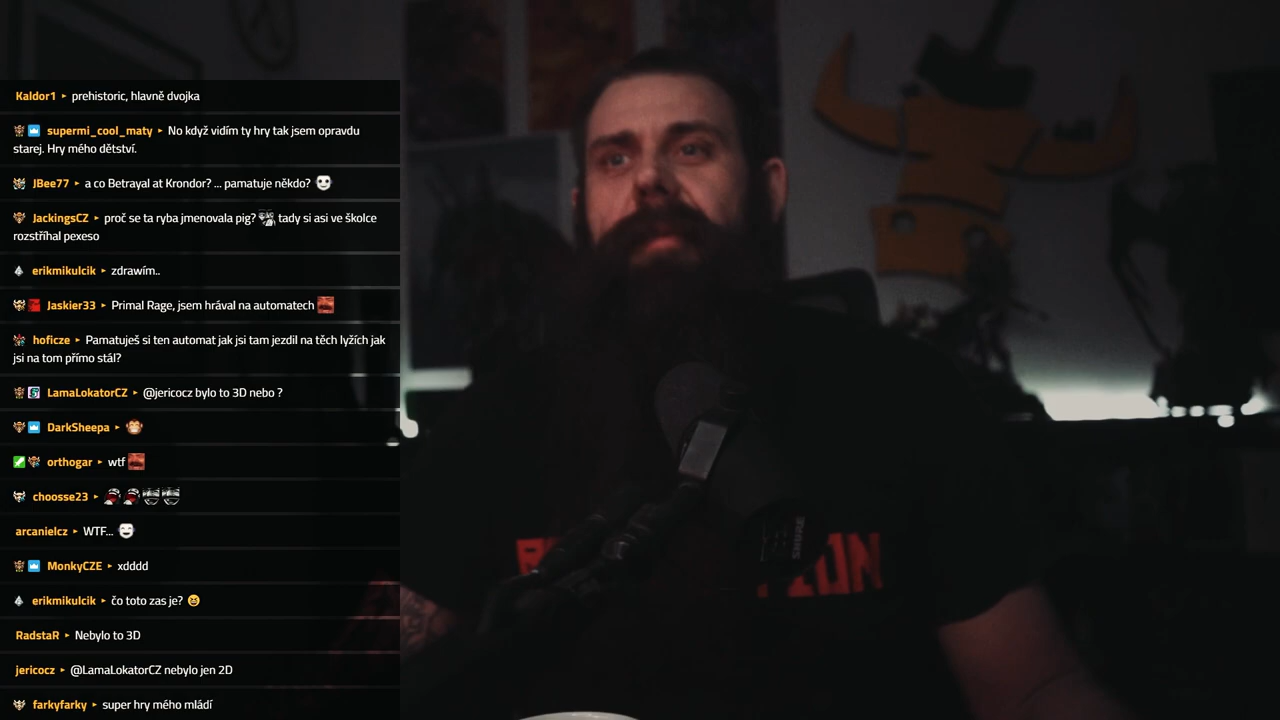 Kaldor1 ▸ prehistoric, hlavně dvojka
supermi_cool_maty ▸ No když vidím ty hry tak jsem opravdu
starej. Hry mého dětství.
JBee77 ▸ a co Betrayal at Krondor? ... pamatuje někdo?
JackingsCZ ▸ proč se ta ryba jmenovala pig? tady si asi ve školce
rozstříhal pexeso
erikmikulcik ▸ zdrawím..
Jaskier33 ▸ Primal Rage, jsem hrával na automatech
hoficze ▸ Pamatuješ si ten automat jak jsi tam jezdil na těch lyžích jak
jsi na tom přímo stál?
LamaLokatorCZ ▸ @jericocz bylo to 3D nebo ?
DarkSheepa ▸
orthogar ▸ wtf
choosse23 ▸
arcanielcz ▸ WTF...
MonkyCZE ▸ xdddd
erikmikulcik ▸ čo toto zas je?
RadstaR ▸ Nebylo to 3D
jericocz ▸ @LamaLokatorCZ nebylo jen 2D
farkyfarky ▸ super hry mého mládí
SHURE